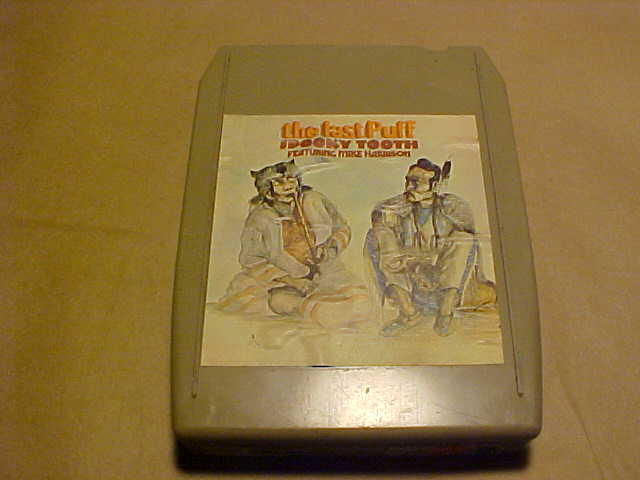 the last Puff
SPOOKY TOOTH
FEATURING MIKE HARRISON